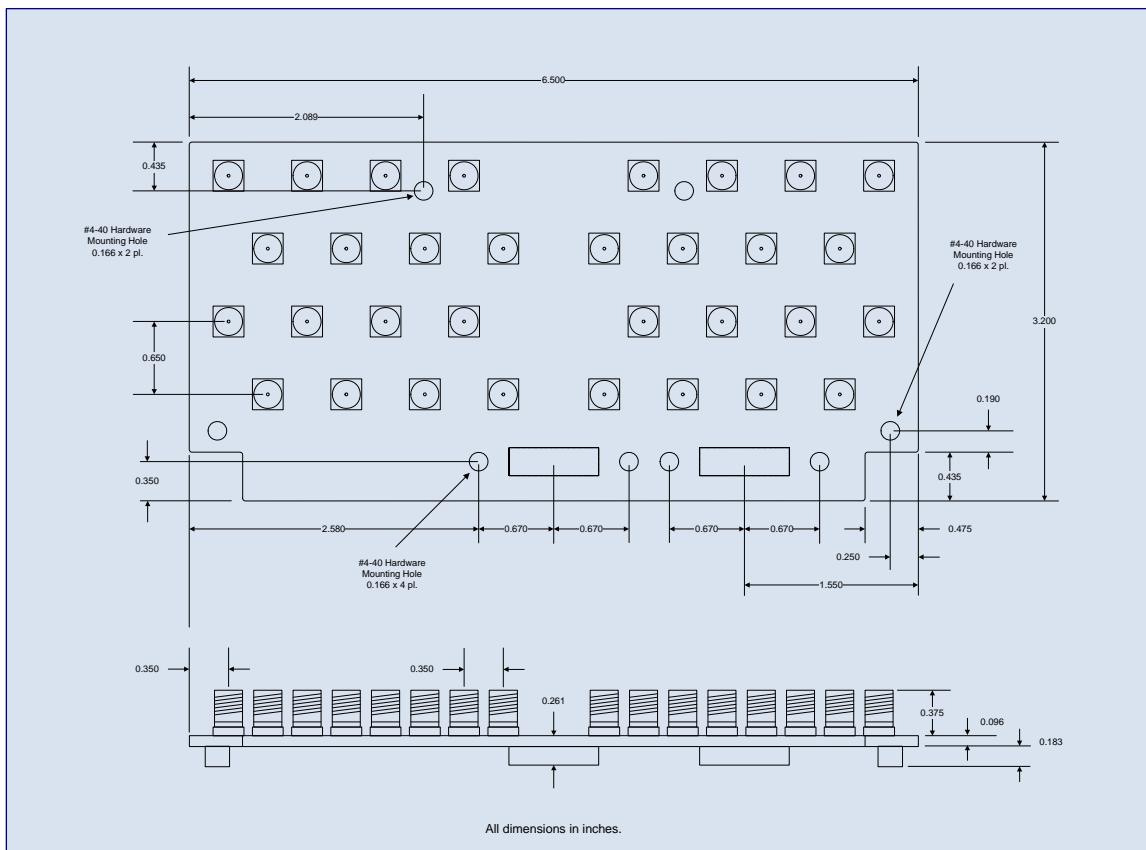 6.500
2.089
0.435
#4-40 Hardware
Mounting Hole
0.166 x 2 pl.
#4-40 Hardware
Mounting Hole
0.166 x 2 pl.
3.200
0.650
0.190
0.350
0.435
2.580
0.670
0.670
0.670
0.670
0.475
0.250
#4-40 Hardware
Mounting Hole
0.166 x 4 pl.
1.550
0.350
0.350
0.261
0.375
0.096
0.183
All dimensions in inches.